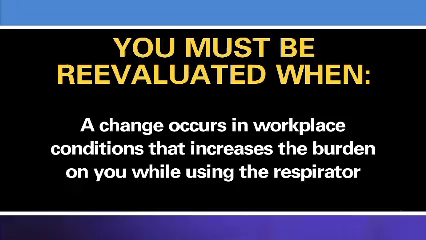 YOU MUST BE
REEVALUATED WHEN:
A change occurs in workplace
conditions that increases the burden
on you while using the respirator